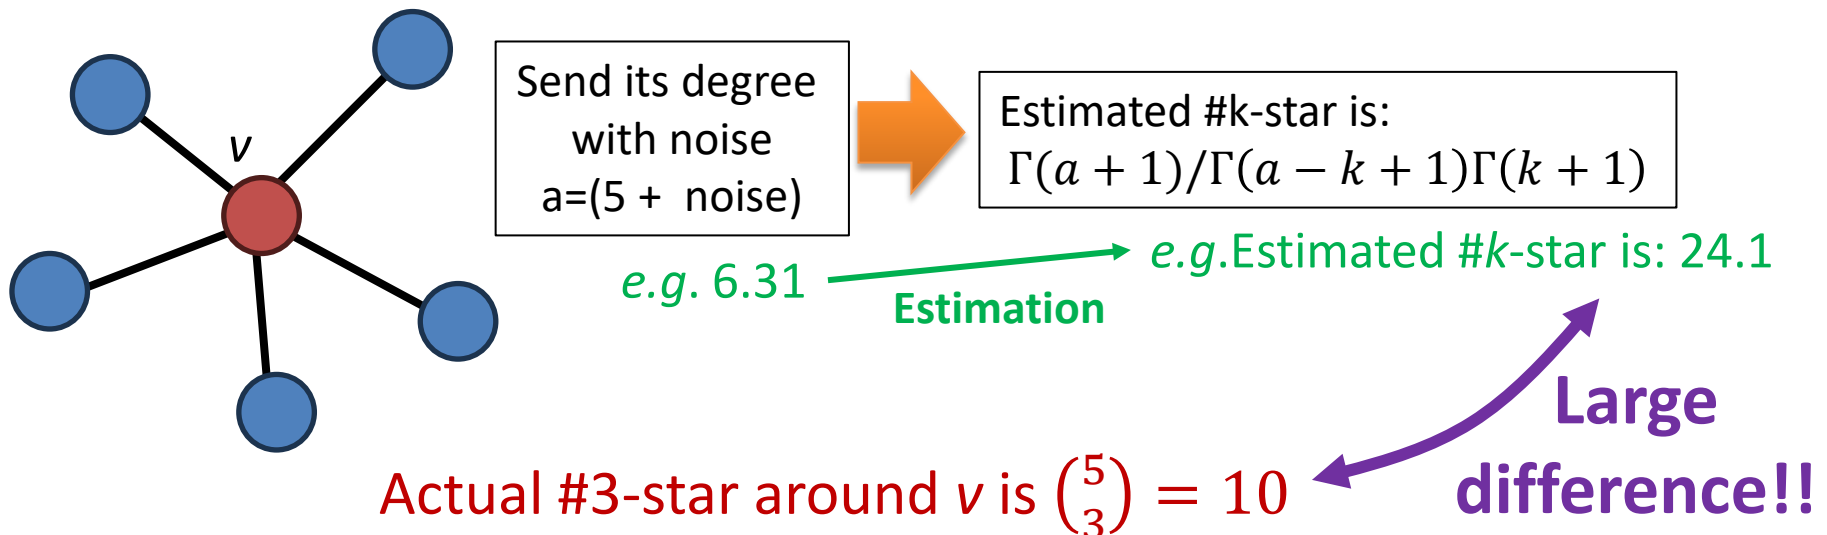 v
Send its degree
with noise
a=(5 + noise)
Estimated #k-star is:
Γ(a + 1)/Γ(a − k + 1)Γ(k + 1)
e.g. 6.31
Estimation
e.g.Estimated #k-star is: 24.1
Large
difference!!
Actual #3-star around v is (5 3) = 10